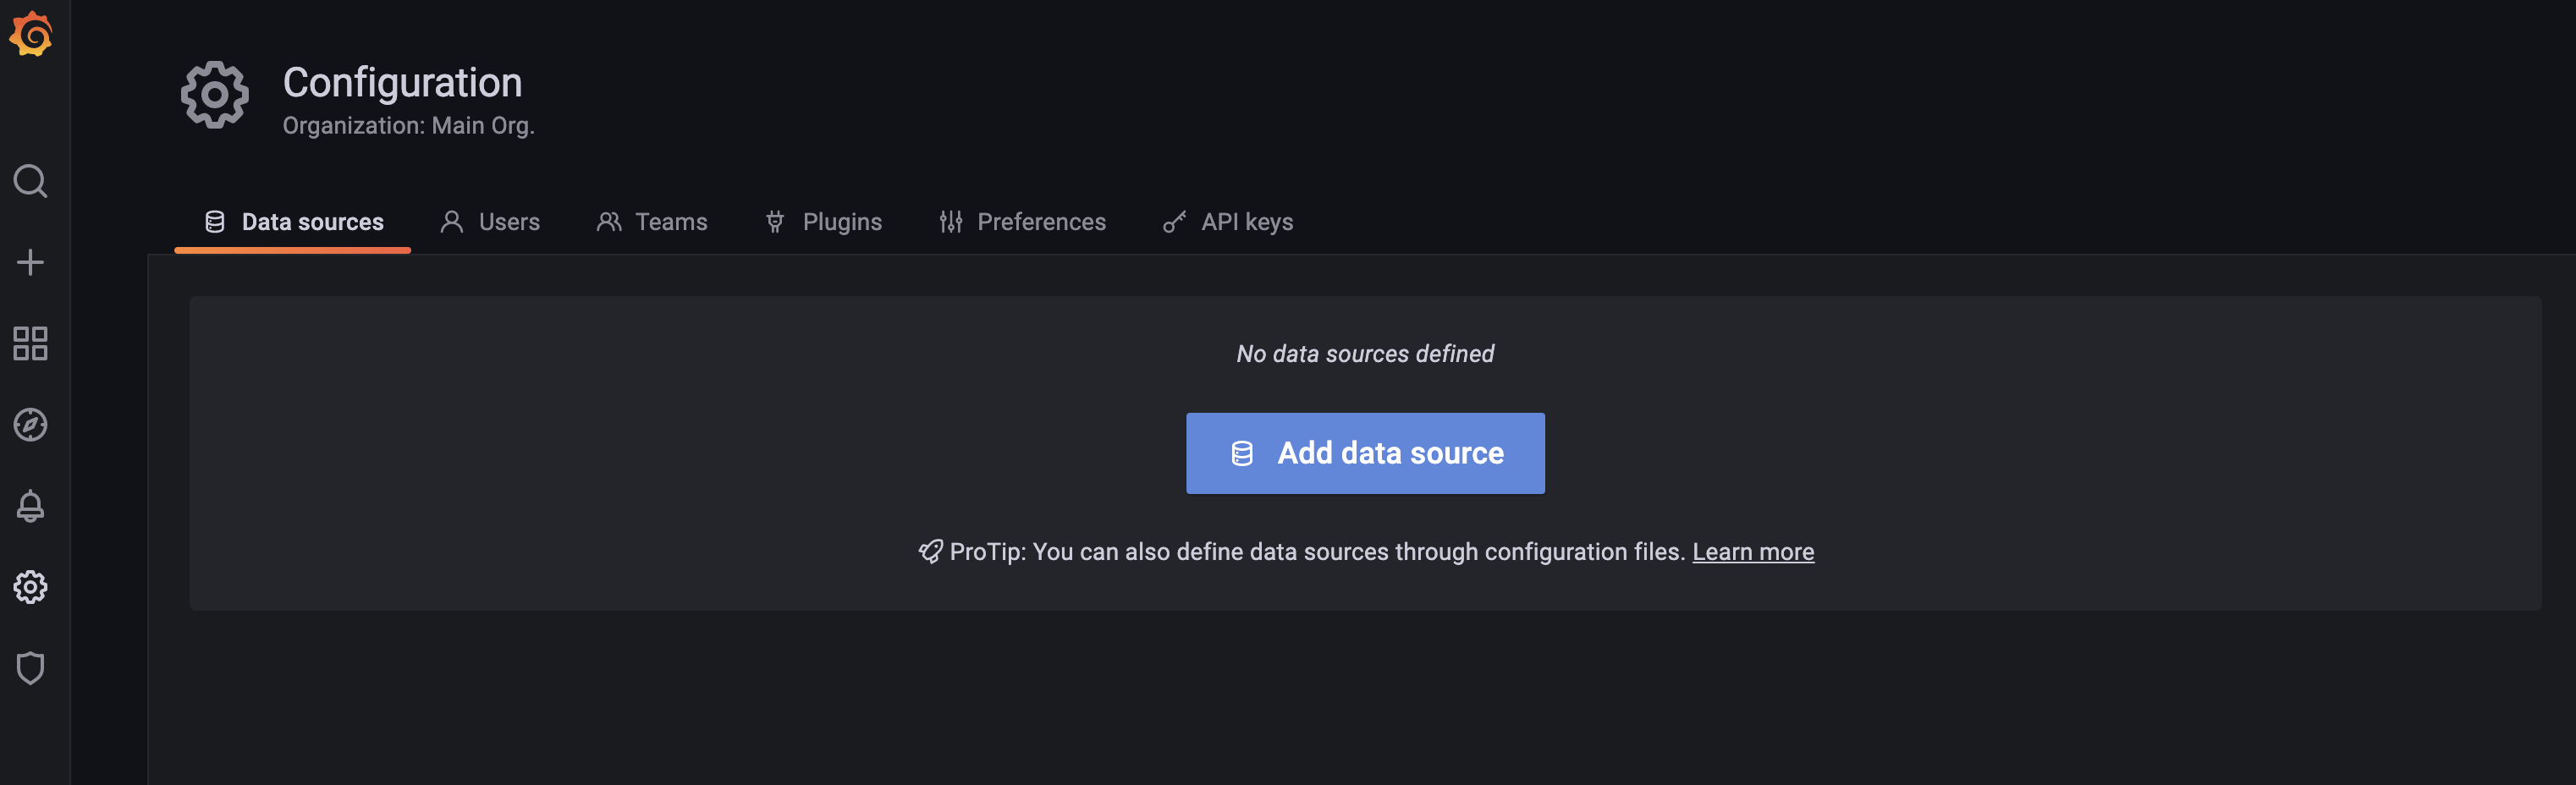 Configuration
Organization: Main Org.
Data sources
Users
Teams
Plugins
Preferences
API keys
No data sources defined
Add data source
ProTip: You can also define data sources through configuration files. Learn more